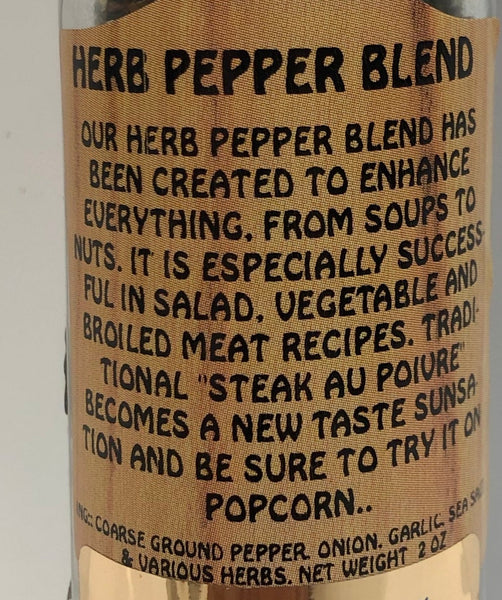 HERB PEPPER BLEND
OUR HERB PEPPER BLEND HAS
BEEN CREATED TO ENHANCE
EVERYTHING, FROM SOUPS TO
NUTS. IT IS ESPECIALLY SUCCESS-
FUL IN SALAD, VEGETABLE AND
BROILED MEAT RECIPES. TRADI-
TIONAL "STEAK AU POIVRE"
BECOMES A NEW TASTE SUNSA-
TION AND BE SURE TO TRY IT ON
POPCORN..
ING: COARSE GROUND PEPPER, ONION, GARLIC, SEA SALT
& VARIOUS HERBS. NET WEIGHT 2 OZ